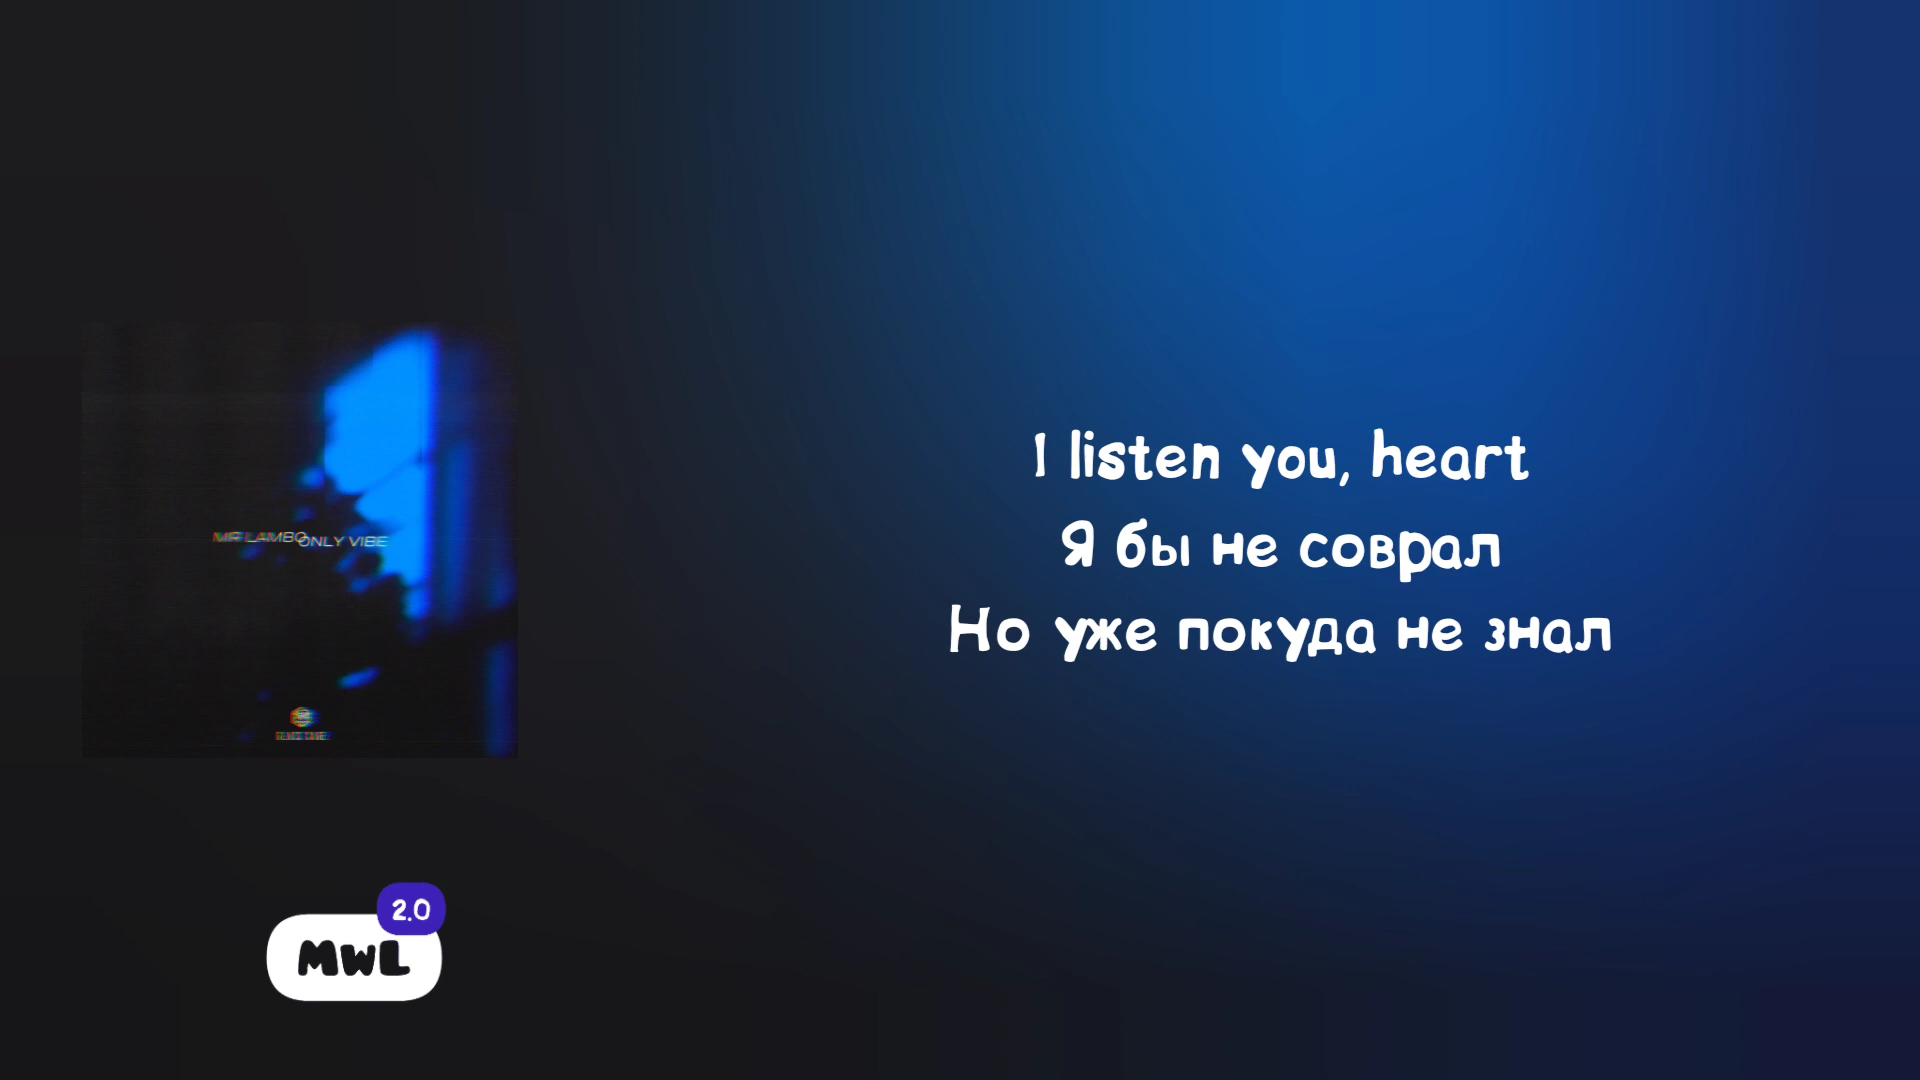 I listen you, heart
Я бы не соврал
Но уже покуда не знал
MR LAMBO
ONLY VIBE
2.0
MWL